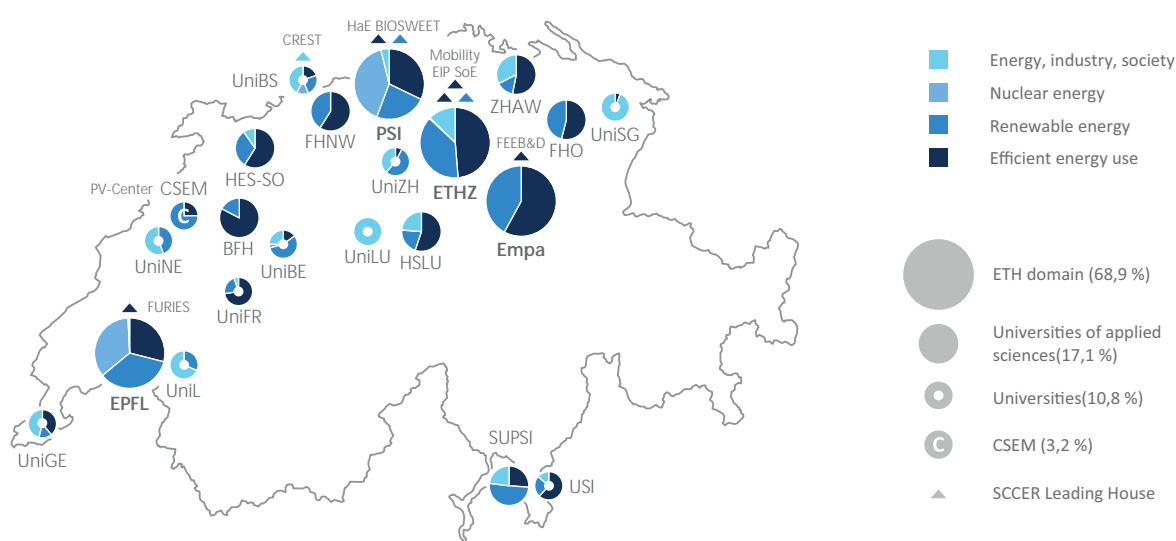 HaE BIOSWEET
CREST
Mobility
EIP SoE
UniBS
ZHAW
FHNW
PSI
FHO
UniSG
FEEB&D
HES-SO
UniZH
ETHZ
PV-Center CSEM
C
BFH
UniNE
UniBE
UniLU
HSLU
Empa
UniFR
FURIES
UniL
EPFL
UniGE
SUPSI
USI
Energy, industry, society
Nuclear energy
Renewable energy
Efficient energy use
ETH domain (68,9 %)
Universities of applied
sciences(17,1 %)
Universities(10,8 %)
C
CSEM (3,2 %)
SCCER Leading House